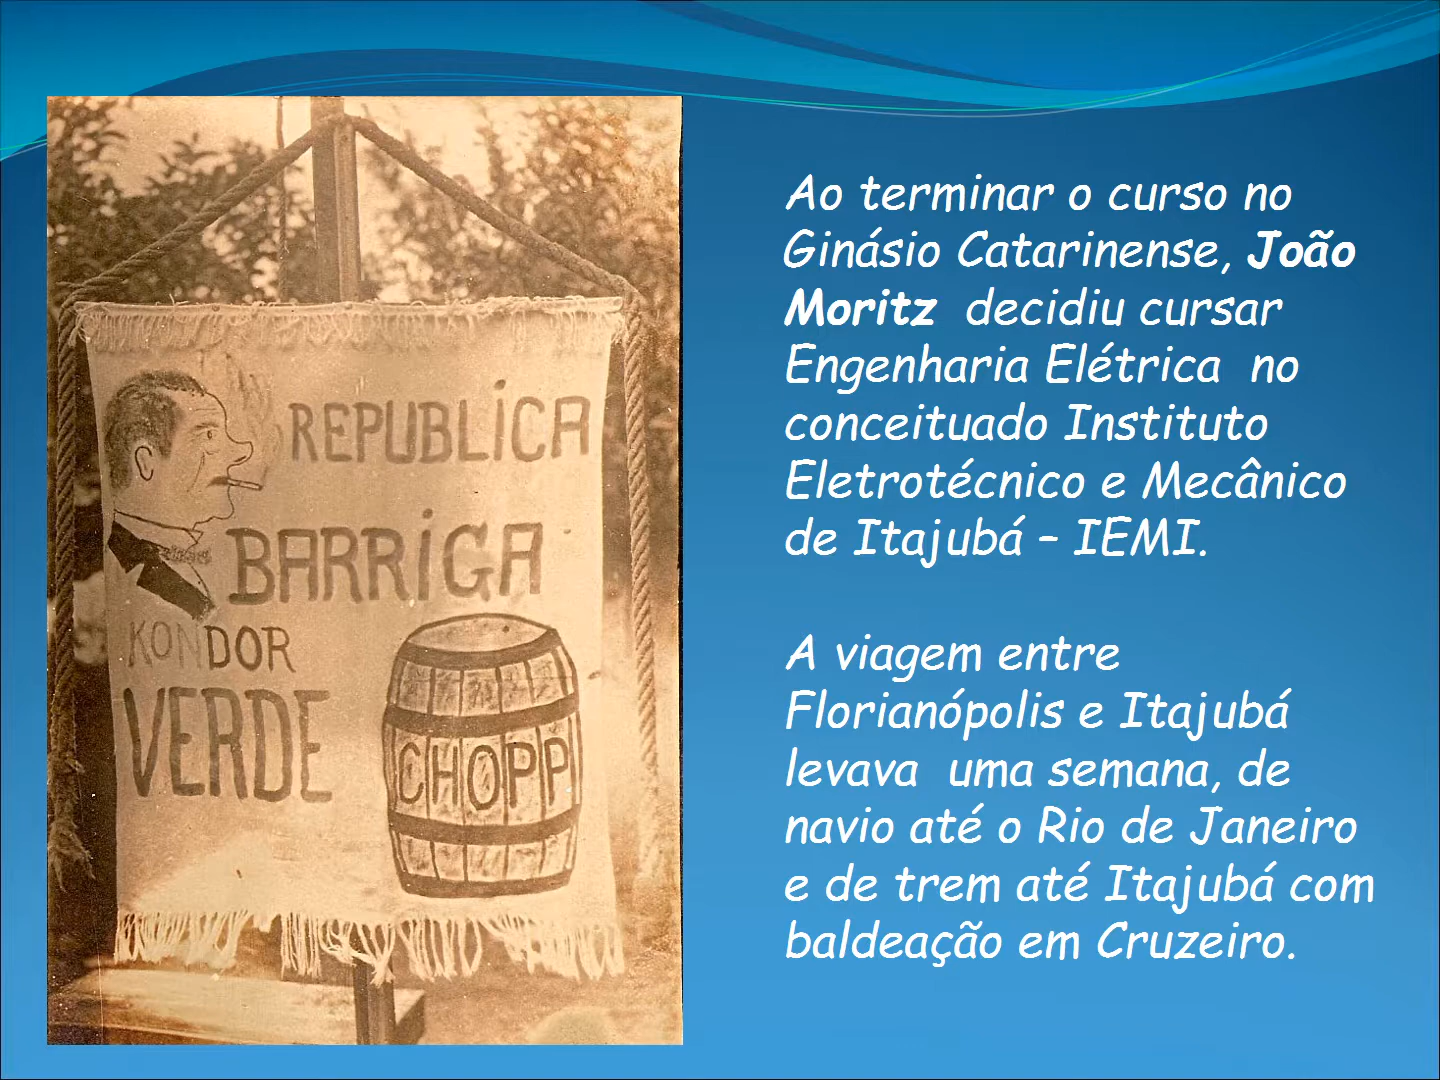 REPUBLICA
BARRIGA
KONDOR
VERDE
CHOPP
Ao terminar o curso no
Ginásio Catarinense, João
Moritz decidiu cursar
Engenharia Elétrica no
conceituado Instituto
Eletrotécnico e Mecânico
de Itajubá – IEMI.
A viagem entre
Florianópolis e Itajubá
levava uma semana, de
navio até o Rio de Janeiro
e de trem até Itajubá com
baldeação em Cruzeiro.